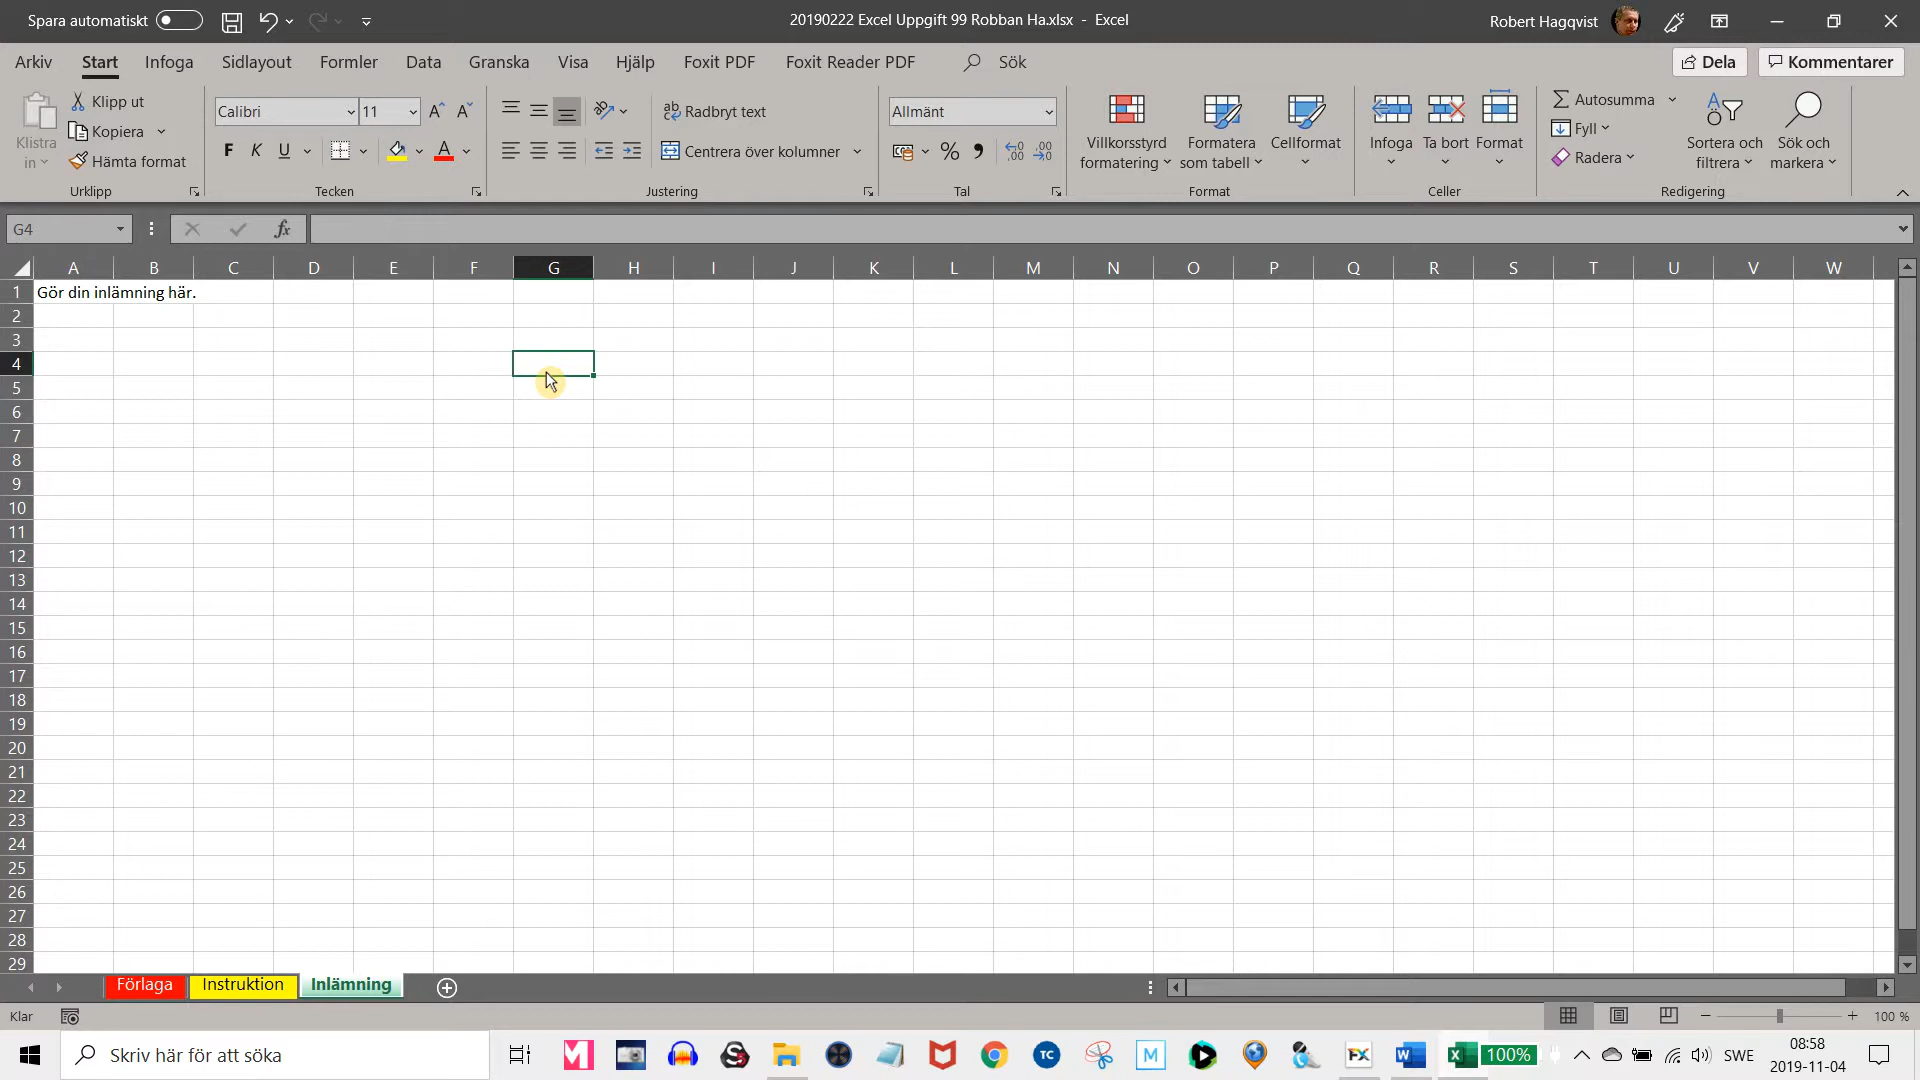 Spara automatiskt
20190222 Excel Uppgift 99 Robban Ha.xlsx - Excel
Robert Hagqvist
Arkiv Start Infoga Sidlayout Formler Data Granska Visa Hjälp Foxit PDF Foxit Reader PDF Sök Dela Kommentarer
Klistra in
Klipp ut
Kopiera
Hämta format
Urklipp
Calibri 11
F K U A
Tecken
Radbryt text
Centrera över kolumner
Justering
Allmänt
% ,00 ,00
Tal
Villkorsstyrd formatering
Formatera som tabell
Cellformat
Format
Infoga Ta bort Format
Celler
Autosumma
Fyll
Radera
Sortera och filtrera
Sök och markera
Redigering
G4 fx
A B C D E F G H I J K L M N O P Q R S T U V W
1 Gör din inlämning här.
2
3
4
5
6
7
8
9
10
11
12
13
14
15
16
17
18
19
20
21
22
23
24
25
26
27
28
29
Förlaga Instruktion Inlämning
Klar 100 %
Skriv här för att söka
100% SWE 08:58
2019-11-04